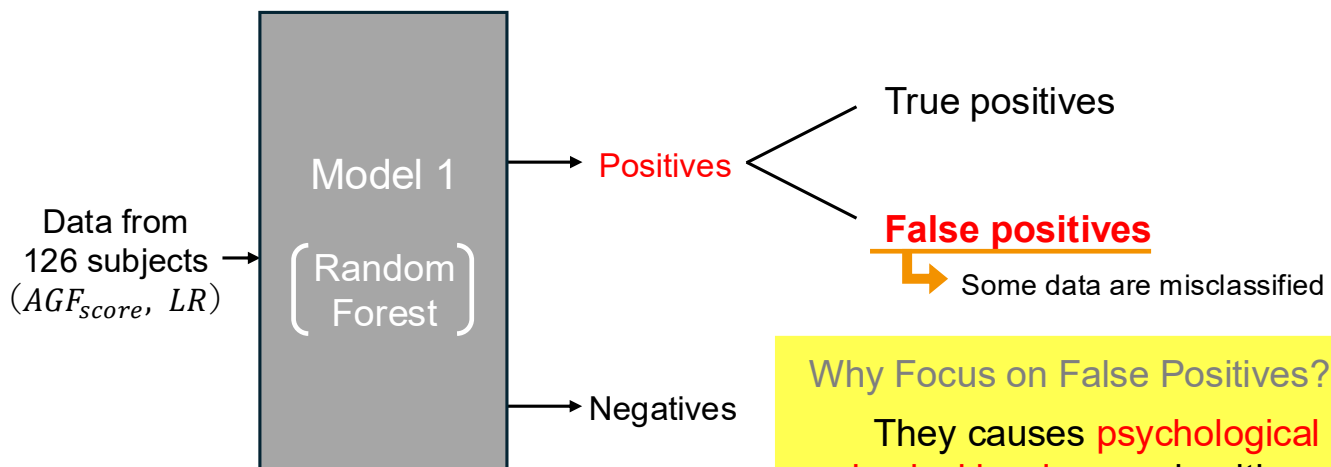 Data from
126 subjects
（AGF_score, LR）
Model 1
Random
Forest
Positives
Negatives
True positives
False positives
Some data are misclassified
Why Focus on False Positives?
They causes psychological